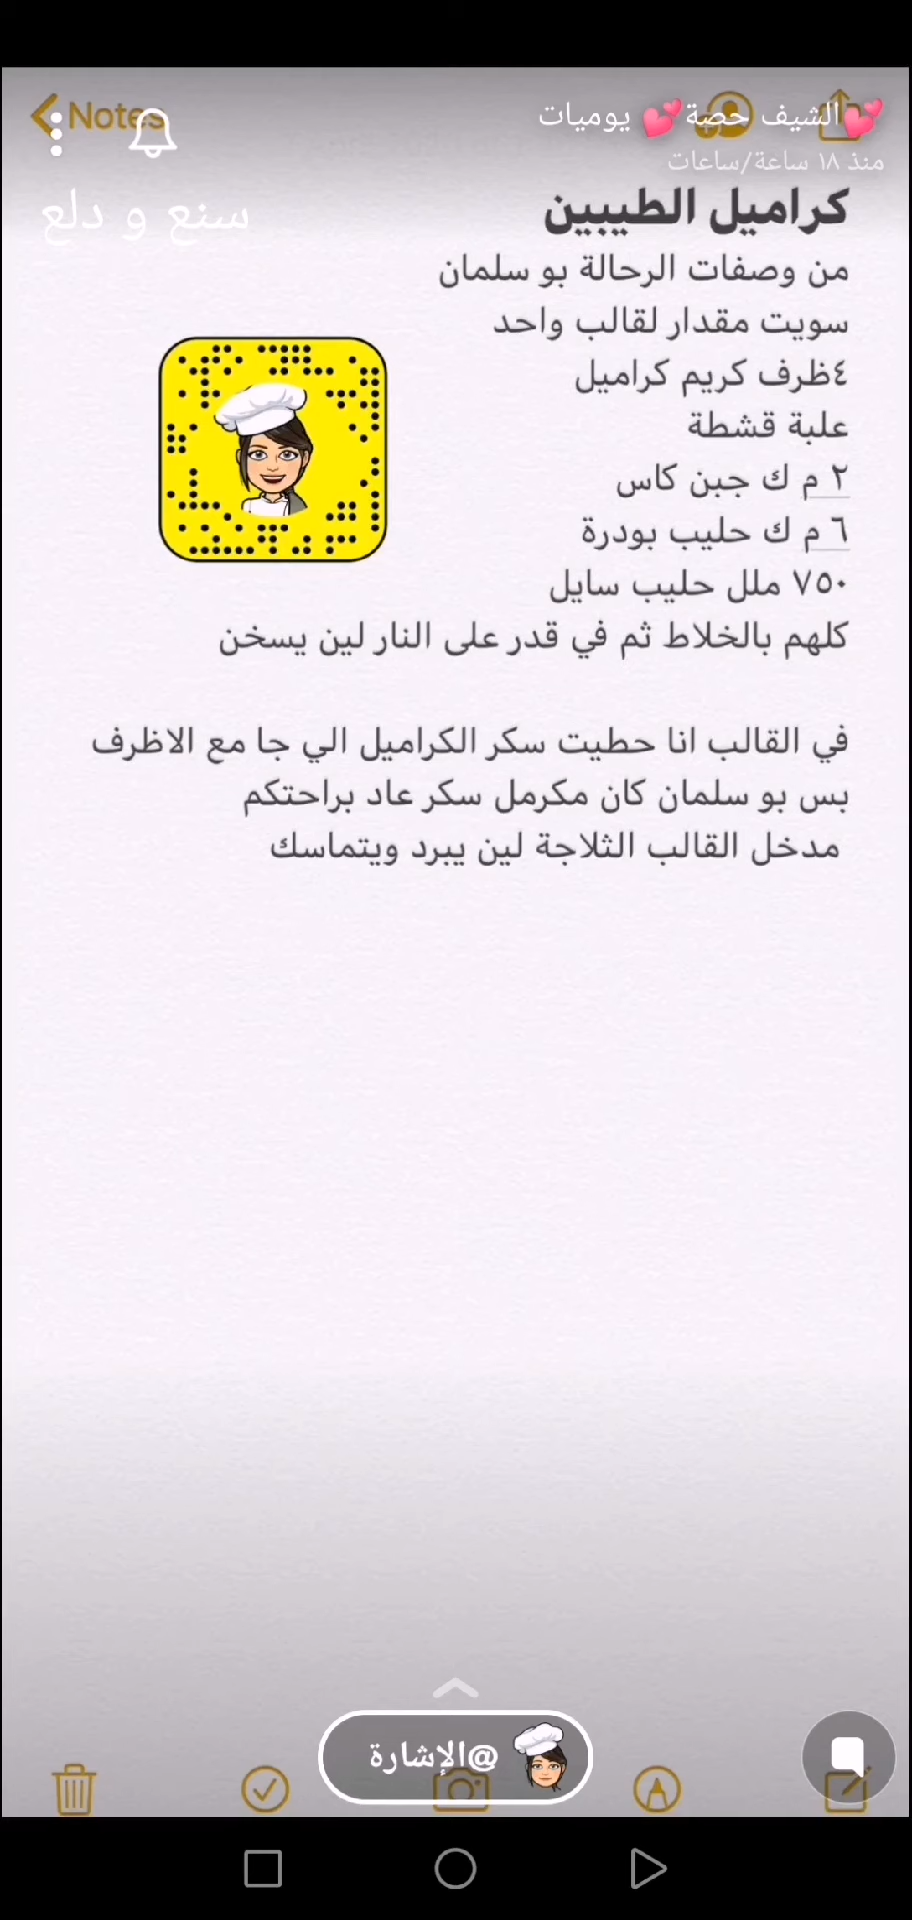 Notes
💕الشيف حصة💕 يوميات
منذ ١٨ ساعة/ساعات
سنع و دلع
كراميل الطيبين
من وصفات الرحالة بو سلمان
سويت مقدار لقالب واحد
٤ظرف كريم كراميل
علبة قشطة
٢ م ك جبن كاس
٦ م ك حليب بودرة
٧٥٠ ملل حليب سايل
كلهم بالخلاط ثم في قدر على النار لين يسخن
في القالب انا حطيت سكر الكراميل الي جا مع الاظرف
بس بو سلمان كان مكرمل سكر عاد براحتكم
مدخل القالب الثلاجة لين يبرد ويتماسك
@الإشارة